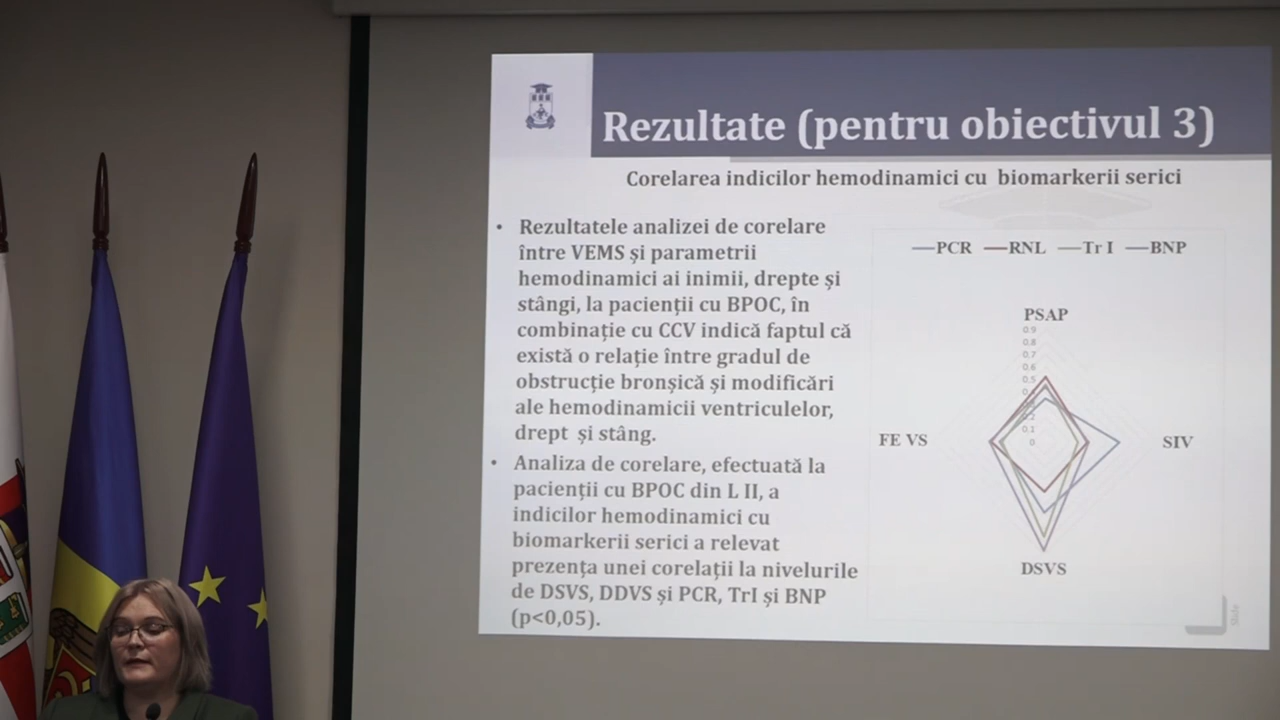 Rezultate (pentru obiectivul 3)
Corelarea indicilor hemodinamici cu biomarkerii serici
• Rezultatele analizei de corelare
între VEMS și parametrii
hemodinamici ai inimii, drepte și
stângi, la pacienții cu BPOC, în
combinație cu CCV indică faptul că
există o relație între gradul de
obstrucție bronșică și modificări
ale hemodinamicii ventriculelor,
drept și stâng.
• Analiza de corelare, efectuată la
pacienții cu BPOC din L II, a
indicilor hemodinamici cu
biomarkerii serici a relevat
prezența unei corelații la nivelurile
de DSVS, DDVS și PCR, TrI și BNP
(p<0,05).
PCR RNL Tr I BNP
PSAP
0.9
0.8
0.7
0.6
0.5
0.1
0
FE VS
SIV
DSVS
Slide